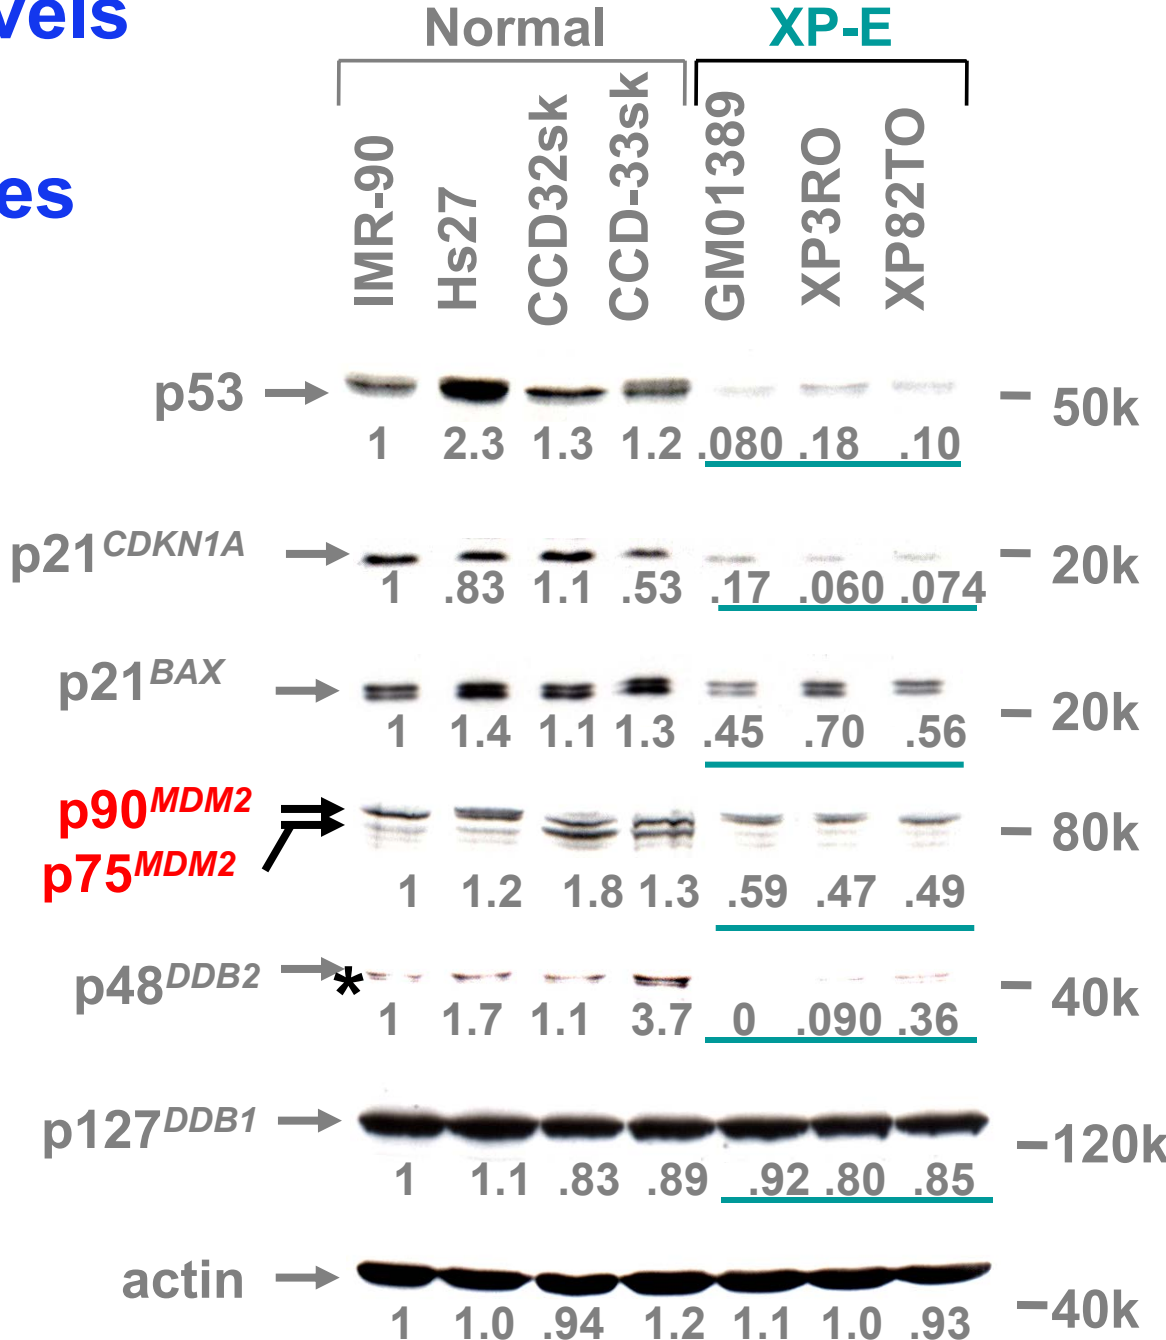 vels
es
Normal XP-E
IMR-90 Hs27 CCD32sk CCD-33sk GM01389 XP3RO XP82TO
p53 – 50k
1 2.3 1.3 1.2 .080 .18 .10
p21CDKN1A – 20k
1 .83 1.1 .53 .17 .060 .074
p21BAX – 20k
1 1.4 1.1 1.3 .45 .70 .56
p90MDM2 – 80k
p75MDM2
1 1.2 1.8 1.3 .59 .47 .49
p48DDB2 * – 40k
1 1.7 1.1 3.7 0 .090 .36
p127DDB1 –120k
1 1.1 .83 .89 .92 .80 .85
actin –40k
1 1.0 .94 1.2 1.1 1.0 .93